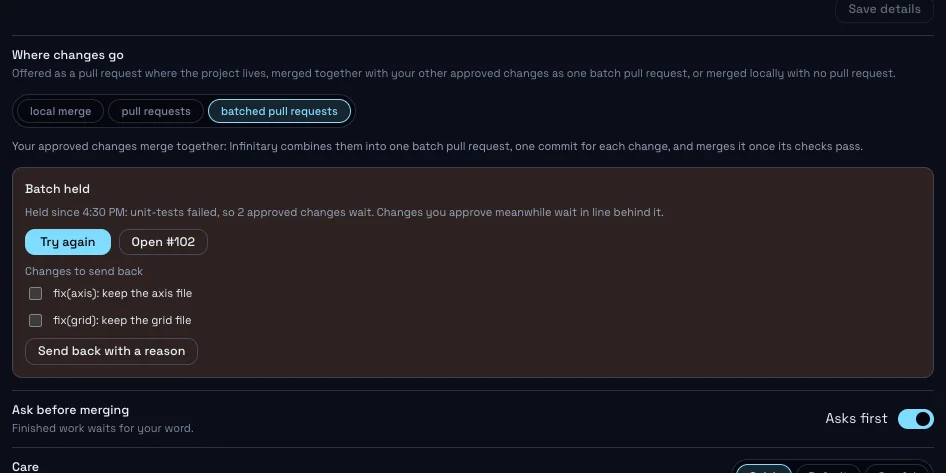 Save details
Where changes go
Offered as a pull request where the project lives, merged together with your other approved changes as one batch pull request, or merged locally with no pull request.
local merge
pull requests
batched pull requests
Your approved changes merge together: Infinitary combines them into one batch pull request, one commit for each change, and merges it once its checks pass.
Batch held
Held since 4:30 PM: unit-tests failed, so 2 approved changes wait. Changes you approve meanwhile wait in line behind it.
Try again
Open #102
Changes to send back
fix(axis): keep the axis file
fix(grid): keep the grid file
Send back with a reason
Ask before merging
Finished work waits for your word.
Asks first
Care